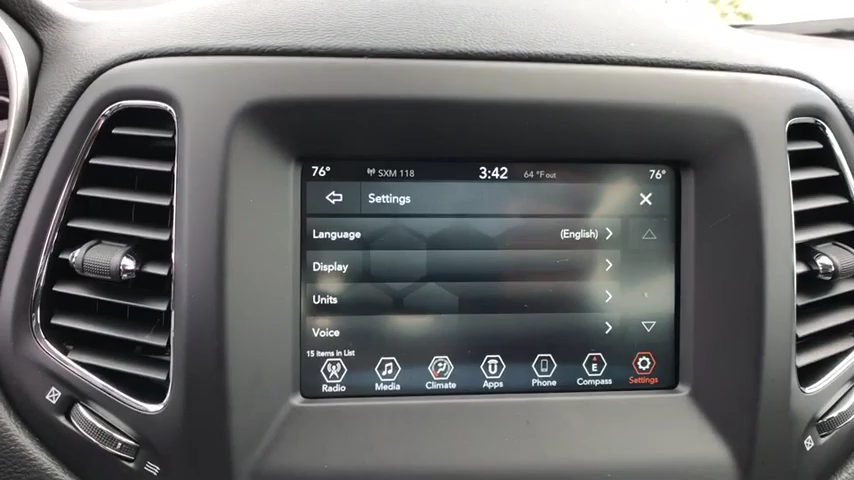 76° SXM 118 3:42 64 °F out 76°
Settings
Language (English)
Display
Units
Voice
15 Items in List
E
Radio Media Climate Apps Phone Compass Settings